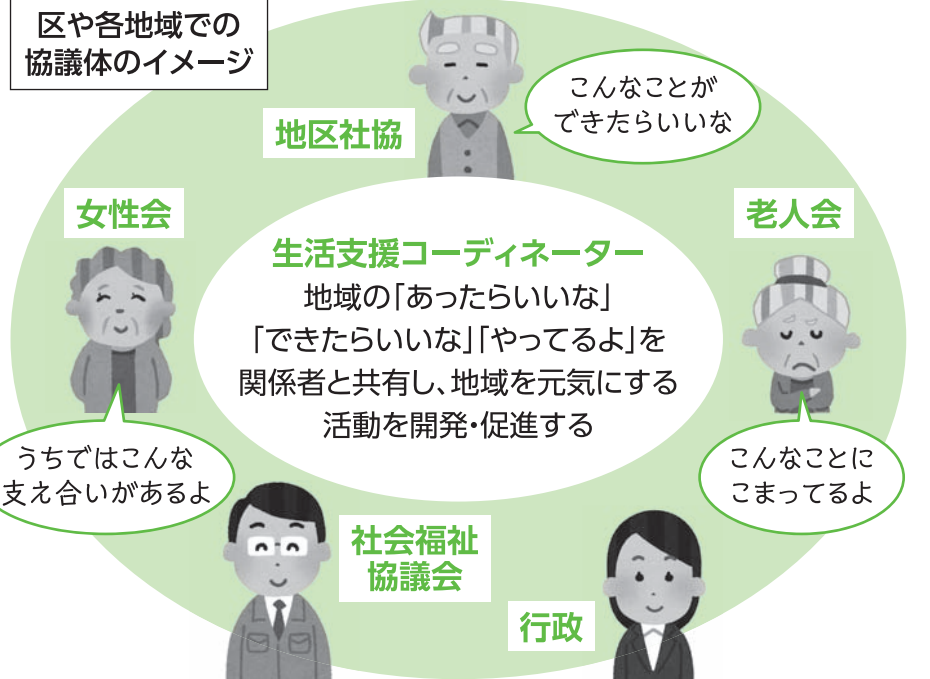 区や各地域での
協議体のイメージ
こんなことが
できたらいいな
地区社協
女性会
老人会
生活支援コーディネーター
地域の「あったらいいな」
「できたらいいな」「やってるよ」を
関係者と共有し、地域を元気にする
活動を開発・促進する
うちではこんな
支え合いがあるよ
こんなことに
こまってるよ
社会福祉
協議会
行政